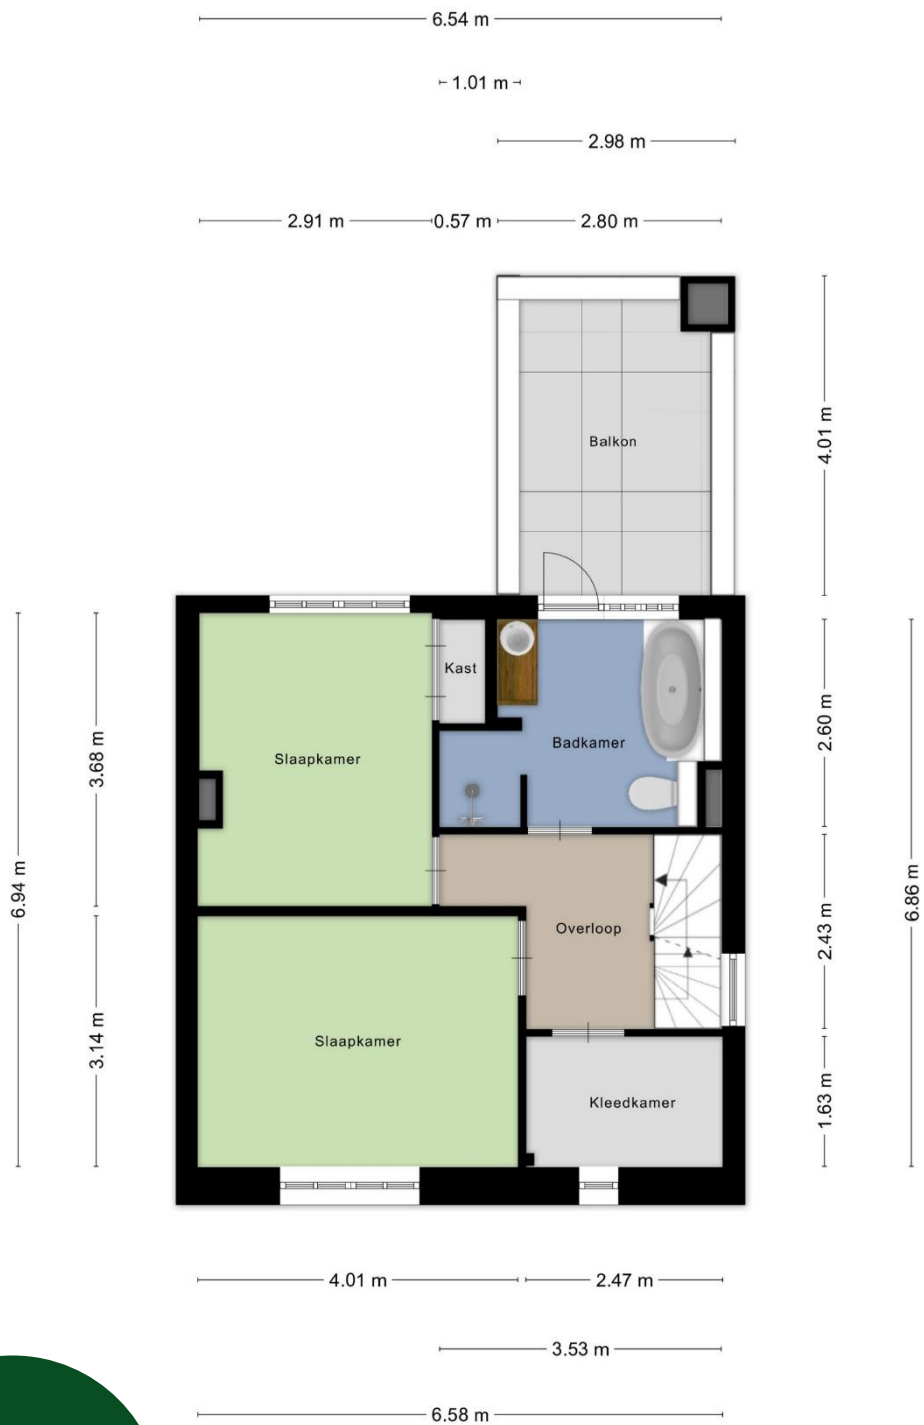 6.54 m
1.01 m
2.98 m
2.91 m 0.57 m 2.80 m
4.01 m
Balkon
Kast
2.60 m
Badkamer
3.68 m
Slaapkamer
6.94 m
6.86 m
Overloop
2.43 m
3.14 m
Slaapkamer
Kleedkamer
1.63 m
4.01 m 2.47 m
3.53 m
6.58 m